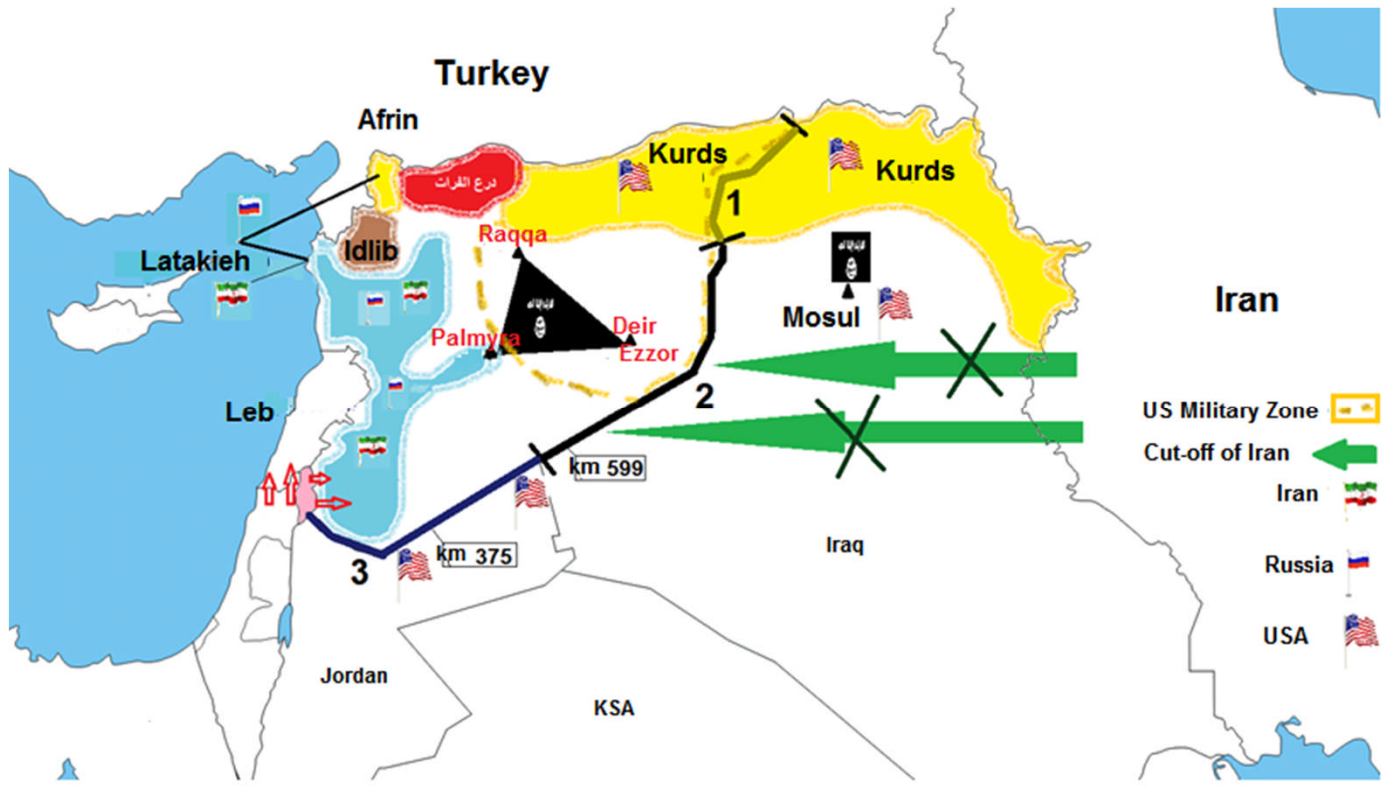 Turkey
Afrin
Kurds
Kurds
درع الفرات
1
Raqqa
Idlib
Latakieh
Iran
Mosul
Deir
Ezzor
Palmyra
2
Leb
US Military Zone
Cut-off of Iran
km 599
Iran
Iraq
km 375
Russia
3
USA
Jordan
KSA